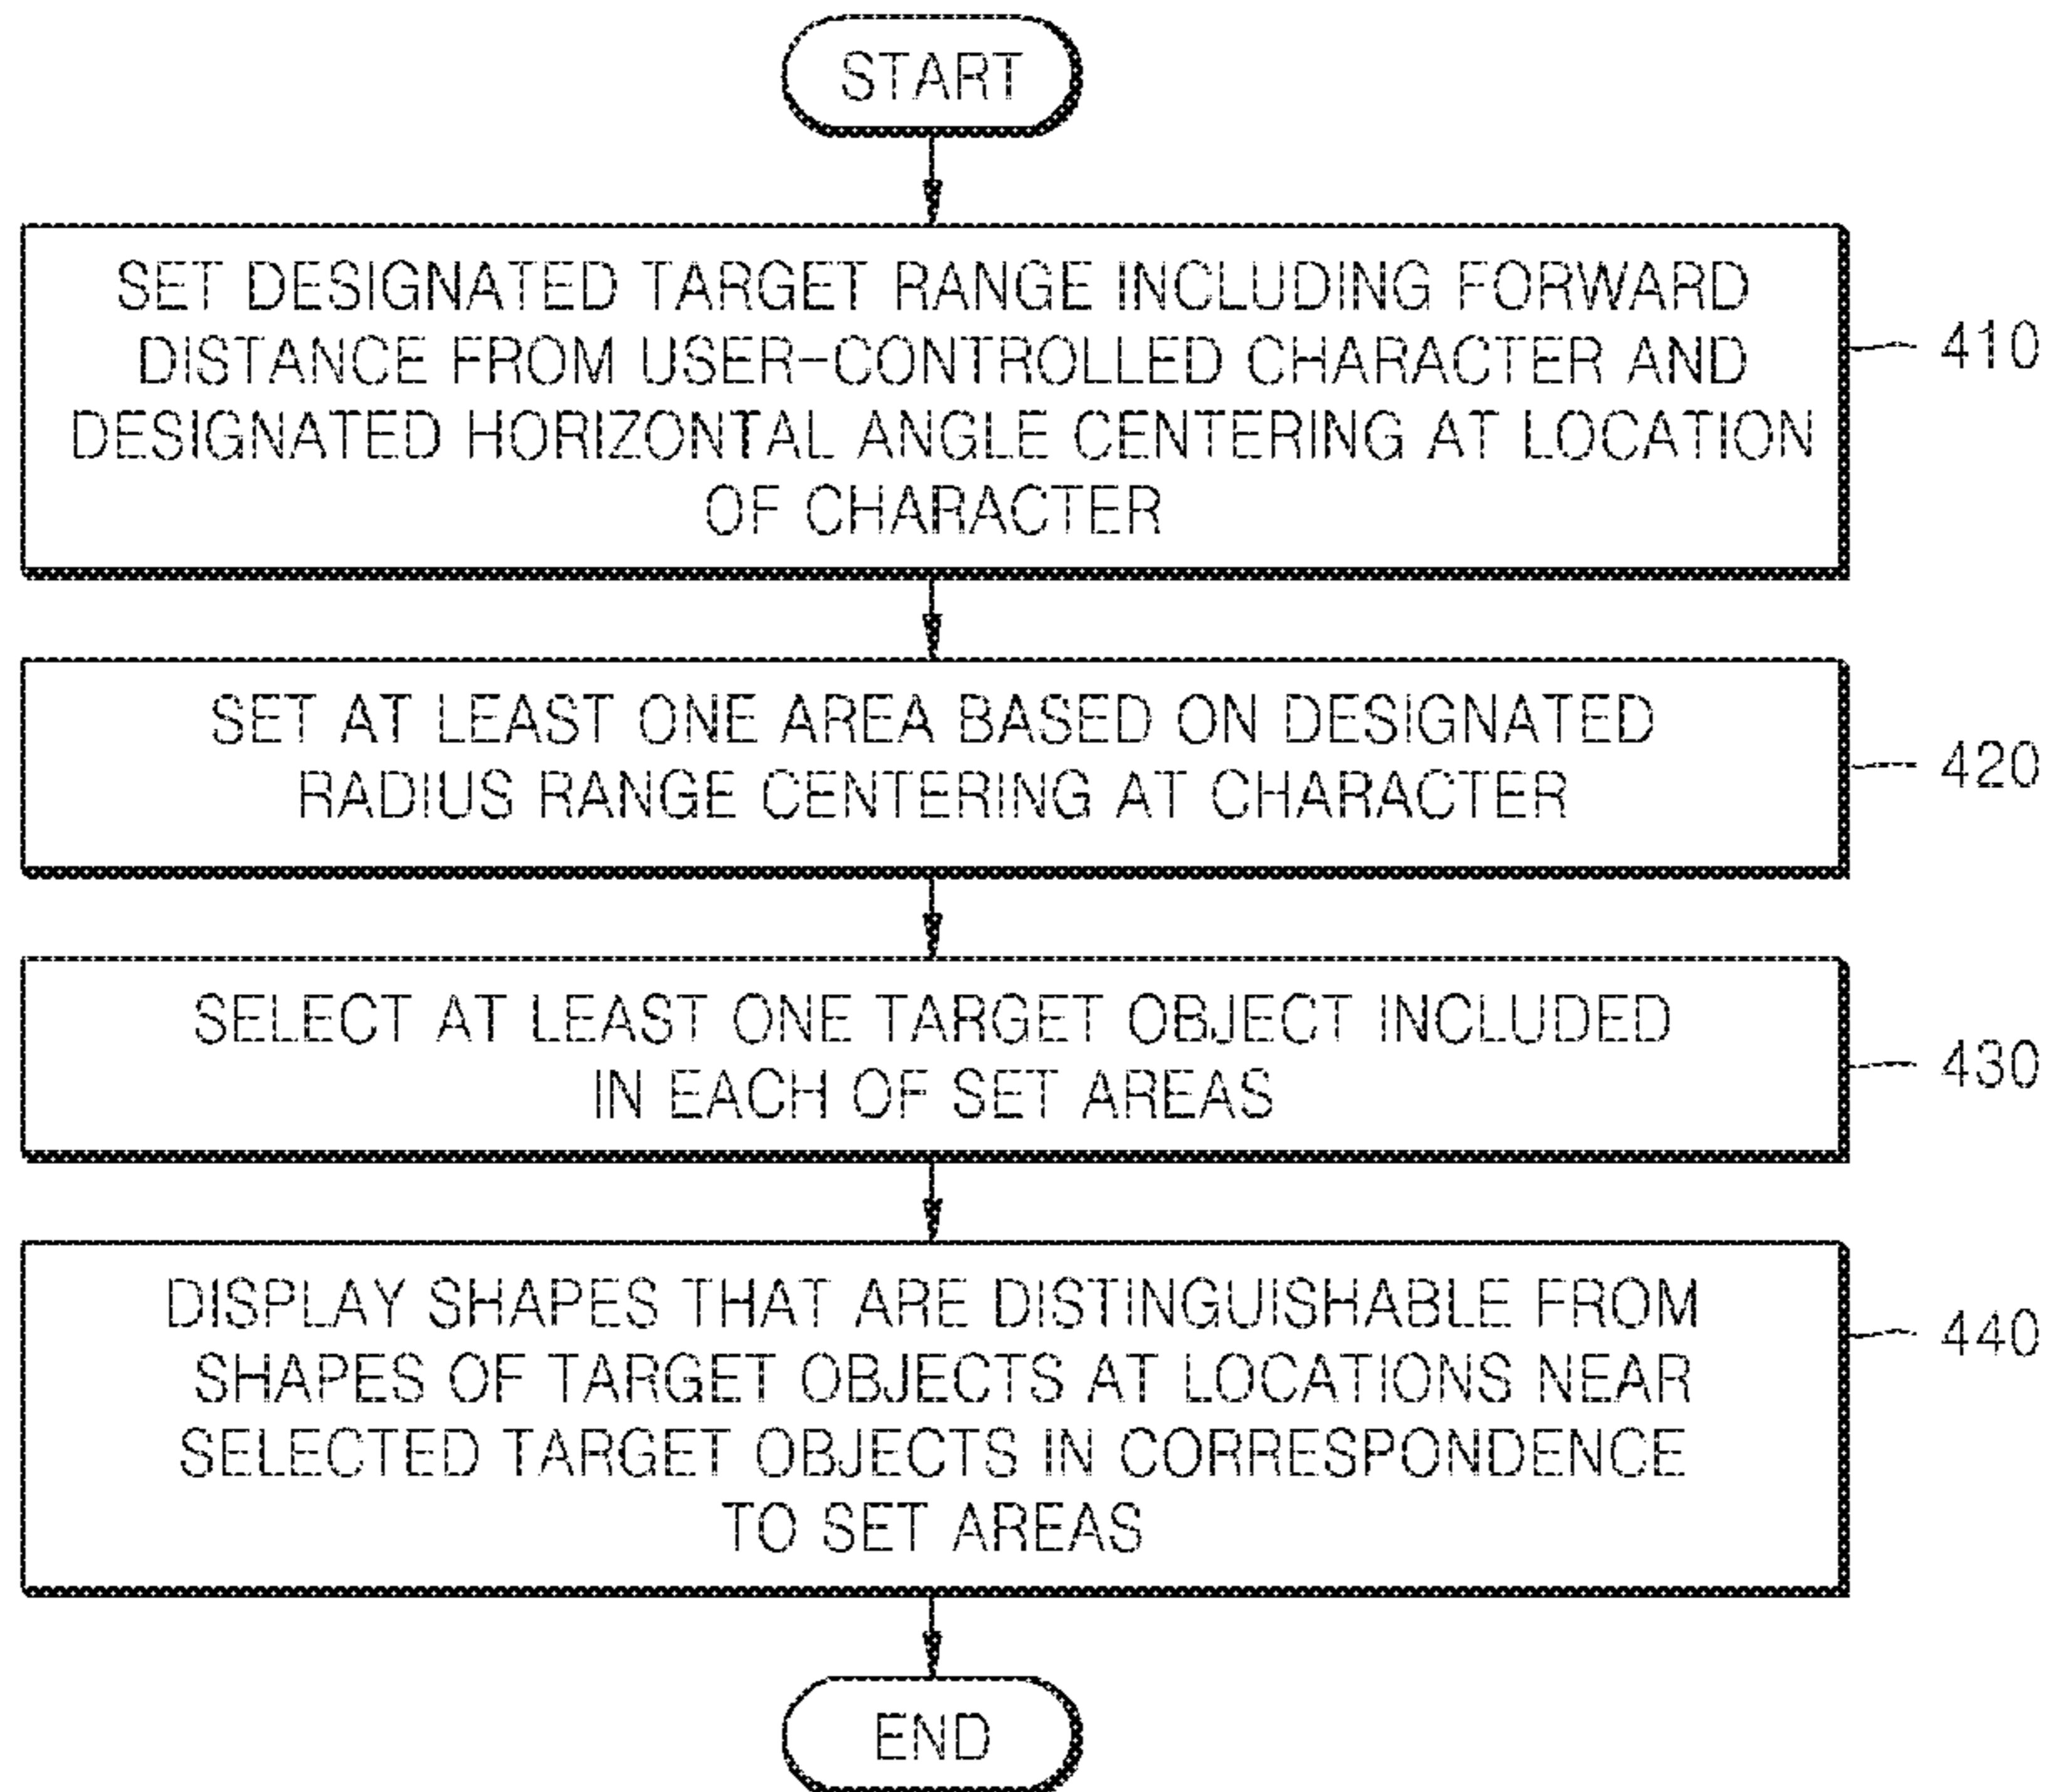 START
SET DESIGNATED TARGET RANGE INCLUDING FORWARD
DISTANCE FROM USER-CONTROLLED CHARACTER AND
DESIGNATED HORIZONTAL ANGLE CENTERING AT LOCATION
OF CHARACTER
410
SET AT LEAST ONE AREA BASED ON DESIGNATED
RADIUS RANGE CENTERING AT CHARACTER
420
SELECT AT LEAST ONE TARGET OBJECT INCLUDED
IN EACH OF SET AREAS
430
DISPLAY SHAPES THAT ARE DISTINGUISHABLE FROM
SHAPES OF TARGET OBJECTS AT LOCATIONS NEAR
SELECTED TARGET OBJECTS IN CORRESPONDENCE
TO SET AREAS
440
END